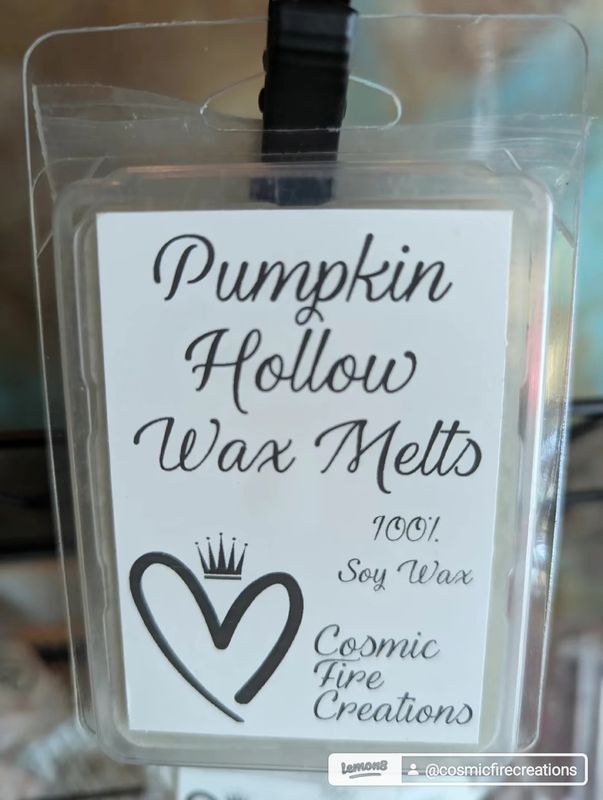 Pumpkin
Hollow
Wax Melts
100%
Soy Wax
Cosmic
Fire
Creations
Lemon8 @cosmicfirecreations